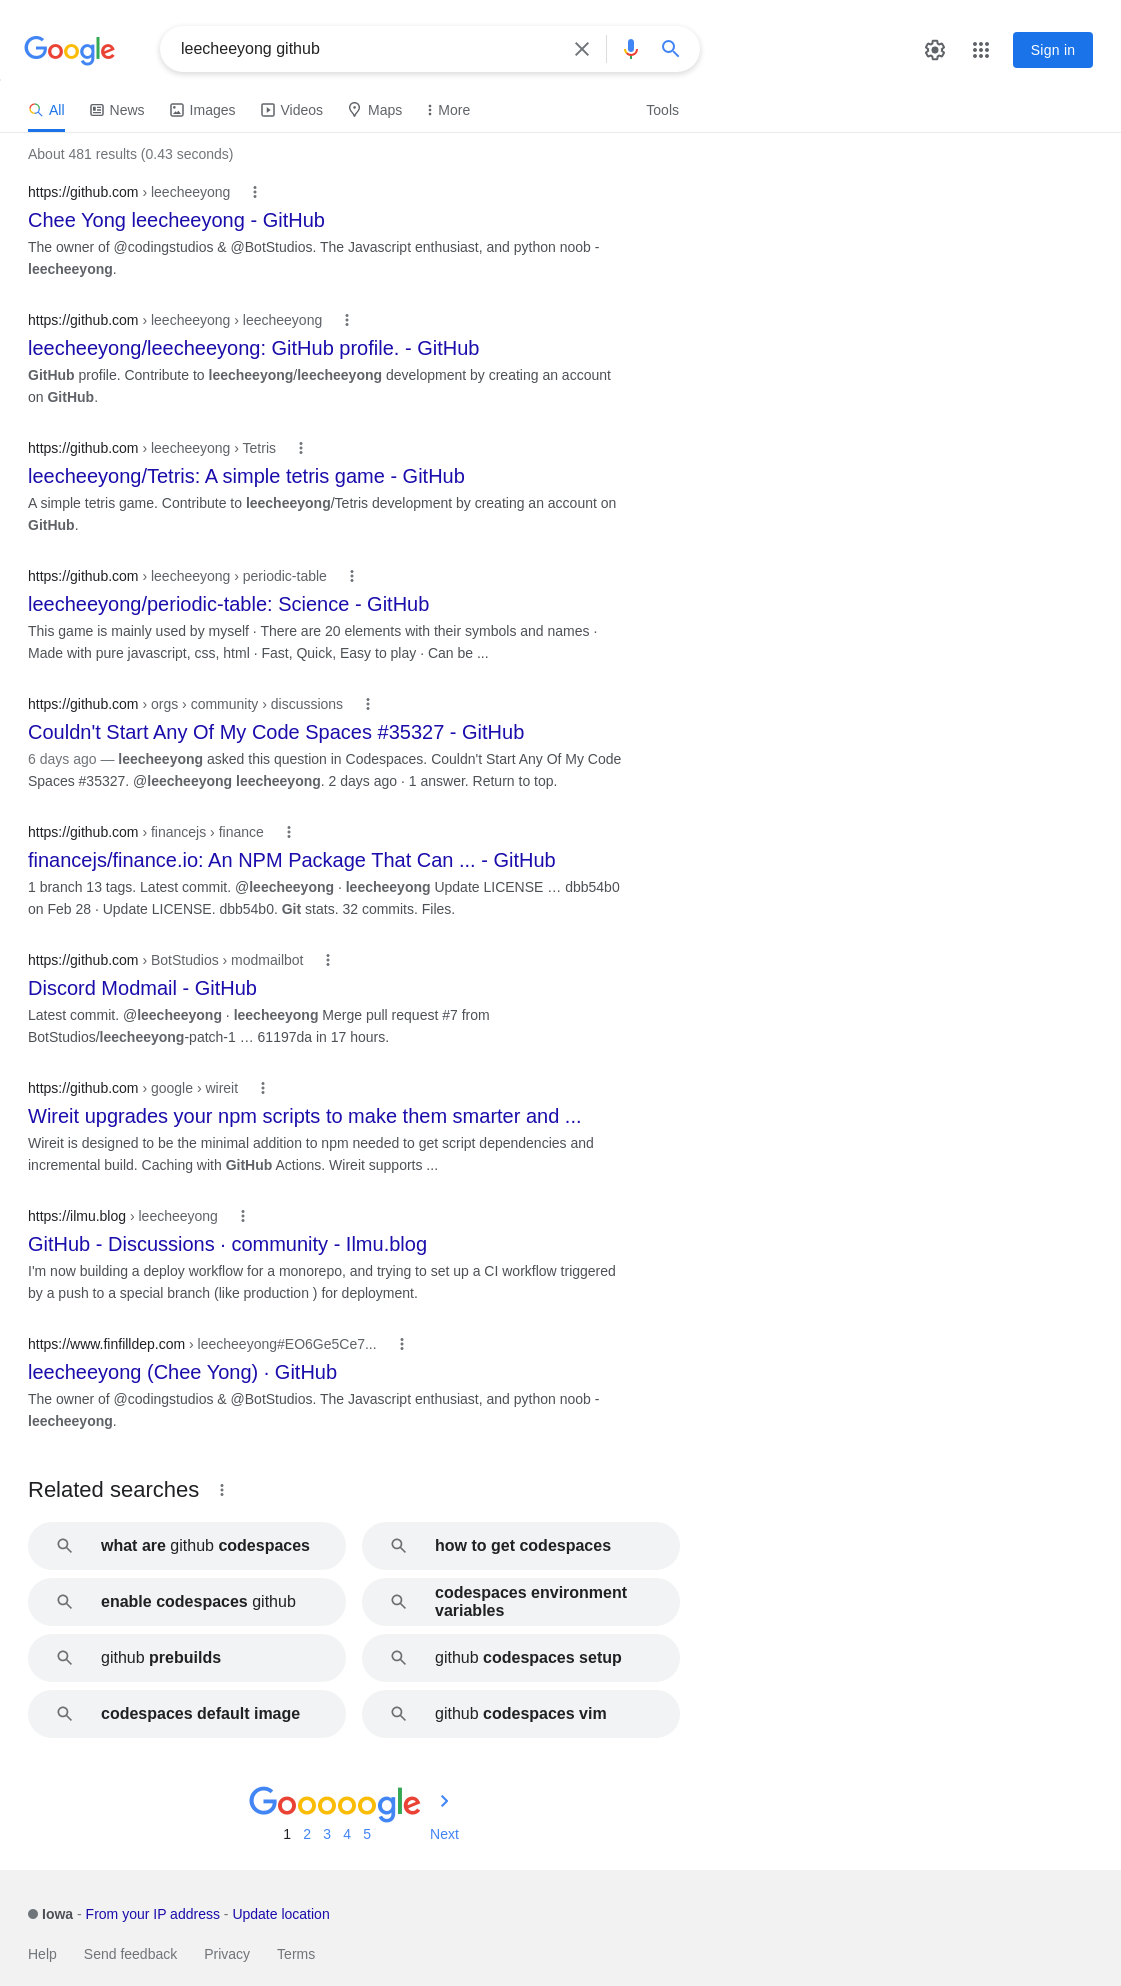 Google
leecheeyong github
Sign in
All
News
Images
Videos
Maps
More
Tools
About 481 results (0.43 seconds)
https://github.com › leecheeyong
Chee Yong leecheeyong - GitHub
The owner of @codingstudios & @BotStudios. The Javascript enthusiast, and python noob -
leecheeyong.
https://github.com › leecheeyong › leecheeyong
leecheeyong/leecheeyong: GitHub profile. - GitHub
GitHub profile. Contribute to leecheeyong/leecheeyong development by creating an account
on GitHub.
https://github.com › leecheeyong › Tetris
leecheeyong/Tetris: A simple tetris game - GitHub
A simple tetris game. Contribute to leecheeyong/Tetris development by creating an account on
GitHub.
https://github.com › leecheeyong › periodic-table
leecheeyong/periodic-table: Science - GitHub
This game is mainly used by myself · There are 20 elements with their symbols and names ·
Made with pure javascript, css, html · Fast, Quick, Easy to play · Can be ...
https://github.com › orgs › community › discussions
Couldn't Start Any Of My Code Spaces #35327 - GitHub
6 days ago — leecheeyong asked this question in Codespaces. Couldn't Start Any Of My Code
Spaces #35327. @leecheeyong leecheeyong. 2 days ago · 1 answer. Return to top.
https://github.com › financejs › finance
financejs/finance.io: An NPM Package That Can ... - GitHub
1 branch 13 tags. Latest commit. @leecheeyong · leecheeyong Update LICENSE … dbb54b0
on Feb 28 · Update LICENSE. dbb54b0. Git stats. 32 commits. Files.
https://github.com › BotStudios › modmailbot
Discord Modmail - GitHub
Latest commit. @leecheeyong · leecheeyong Merge pull request #7 from
BotStudios/leecheeyong-patch-1 … 61197da in 17 hours.
https://github.com › google › wireit
Wireit upgrades your npm scripts to make them smarter and ...
Wireit is designed to be the minimal addition to npm needed to get script dependencies and
incremental build. Caching with GitHub Actions. Wireit supports ...
https://ilmu.blog › leecheeyong
GitHub - Discussions · community - Ilmu.blog
I'm now building a deploy workflow for a monorepo, and trying to set up a CI workflow triggered
by a push to a special branch (like production ) for deployment.
https://www.finfilldep.com › leecheeyong#EO6Ge5Ce7...
leecheeyong (Chee Yong) · GitHub
The owner of @codingstudios & @BotStudios. The Javascript enthusiast, and python noob -
leecheeyong.
Related searches
what are github codespaces
how to get codespaces
enable codespaces github
codespaces environment
variables
github prebuilds
github codespaces setup
codespaces default image
github codespaces vim
Gooooogle
1 2 3 4 5 Next
Iowa - From your IP address - Update location
Help Send feedback Privacy Terms